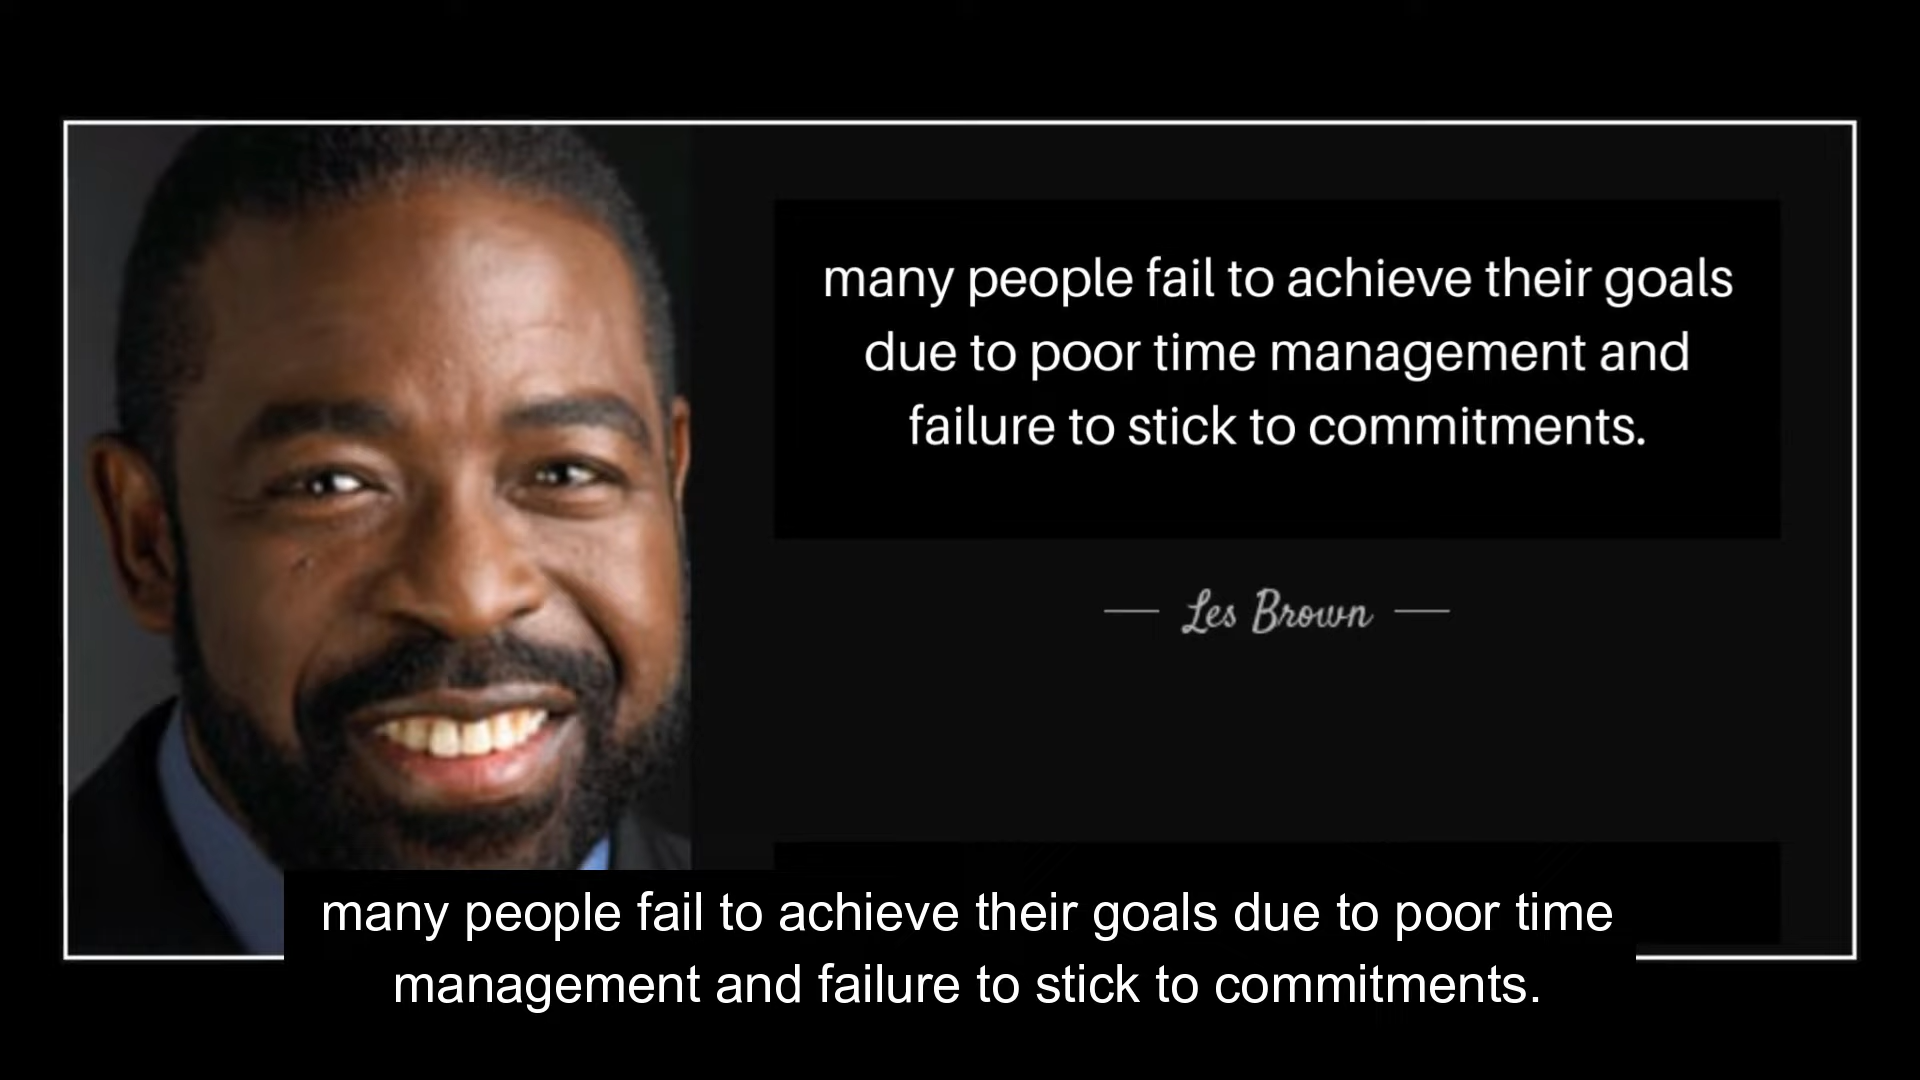 many people fail to achieve their goals
due to poor time management and
failure to stick to commitments.
Les Brown
many people fail to achieve their goals due to poor time
management and failure to stick to commitments.